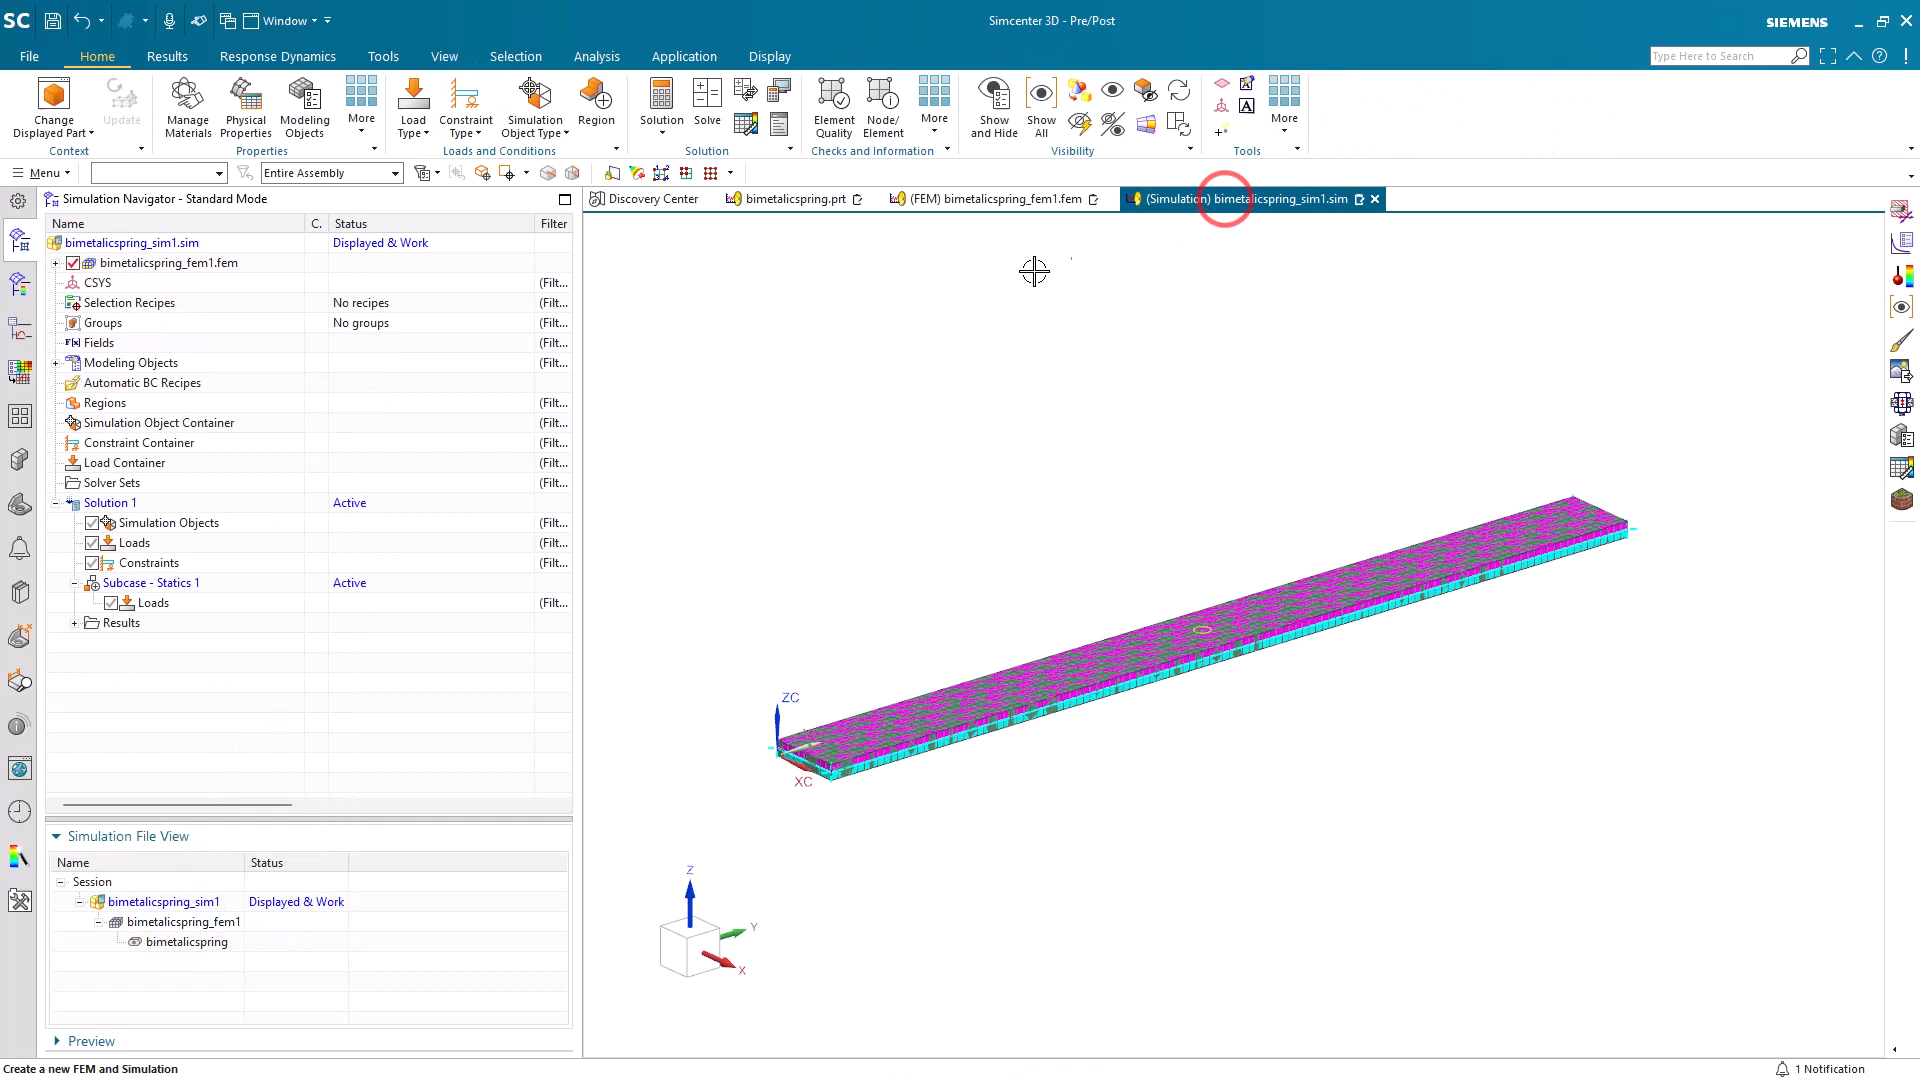 SC
Window
Simcenter 3D - Pre/Post
SIEMENS
File Home Results Response Dynamics Tools View Selection Analysis Application Display
Type Here to Search
Change Displayed Part
Update
Context
Manage Materials
Physical Properties
Modeling Objects
More
Properties
Load Type
Constraint Type
Simulation Object Type
Region
Loads and Conditions
Solution
Solve
Solution
Element Quality
Node/ Element
More
Checks and Information
Show and Hide
Show All
Visibility
A
More
Tools
Menu
Entire Assembly
Simulation Navigator - Standard Mode
Discovery Center
bimetalicspring.prt
(FEM) bimetalicspring_fem1.fem
(Simulation) bimetalicspring_sim1.sim
Name C. Status Filter
bimetalicspring_sim1.sim Displayed & Work
bimetalicspring_fem1.fem
CSYS (Filt...
Selection Recipes No recipes (Filt...
Groups No groups (Filt...
Fields (Filt...
Modeling Objects (Filt...
Automatic BC Recipes
Regions (Filt...
Simulation Object Container (Filt...
Constraint Container (Filt...
Load Container (Filt...
Solver Sets (Filt...
Solution 1 Active
Simulation Objects (Filt...
Loads (Filt...
Constraints (Filt...
Subcase - Statics 1 Active
Loads (Filt...
Results
ZC
XC
Z
Y
X
Simulation File View
Name Status
Session
bimetalicspring_sim1 Displayed & Work
bimetalicspring_fem1
bimetalicspring
Preview
Create a new FEM and Simulation
1 Notification